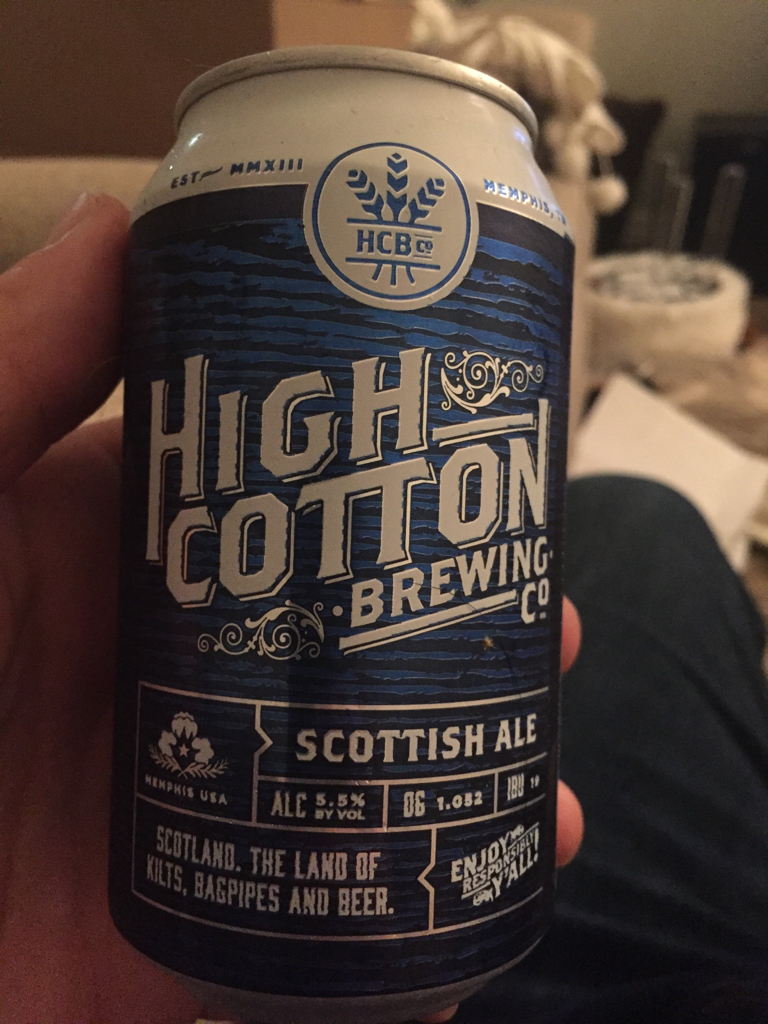 EST MMXIII
MEMPHIS,
HCB CO
HIGH
COTTON
·BREWING·
CO
SCOTTISH ALE
MEMPHIS USA
ALC 5.5% BY VOL
OG 1.052
IBU 19
SCOTLAND. THE LAND OF
KILTS, BAGPIPES AND BEER.
ENJOY
RESPONSIBLY
Y'ALL!